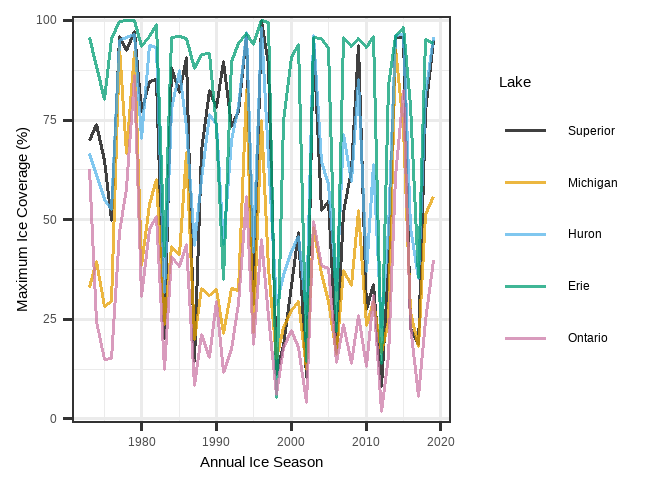 Maximum Ice Coverage (%)
100
75
50
25
0
1980
1990
2000
2010
2020
Annual Ice Season
Lake
Superior
Michigan
Huron
Erie
Ontario